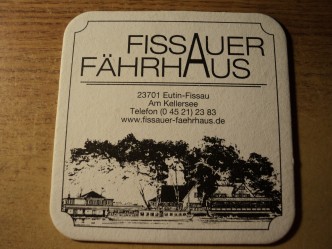 FISSAUER
FÄHRHAUS
23701 Eutin-Fissau
Am Kellersee
Telefon (0 45 21) 23 83
www.fissauer-faehrhaus.de